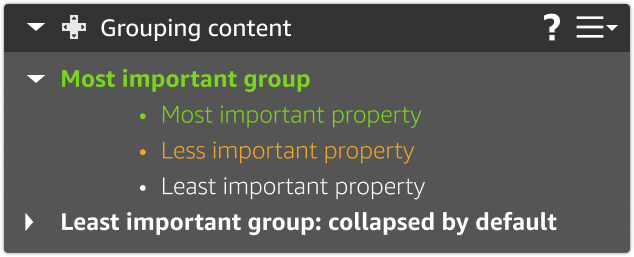 Grouping content ?
Most important group
• Most important property
• Less important property
• Least important property
Least important group: collapsed by default